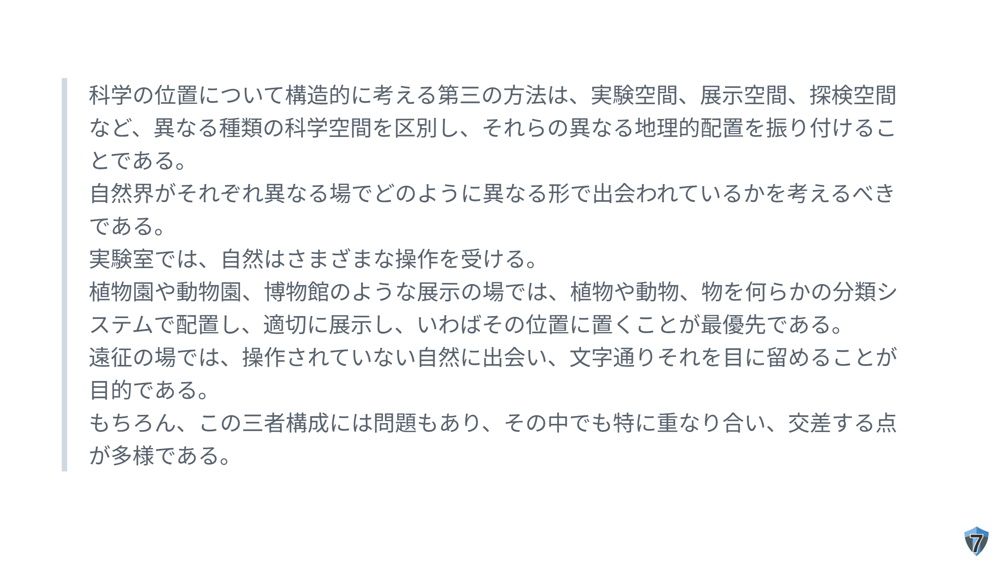 科学の位置について構造的に考える第三の方法は、実験空間、展示空間、探検空間
など、異なる種類の科学空間を区別し、それらの異なる地理的配置を振り付けるこ
とである。
自然界がそれぞれ異なる場でどのように異なる形で出会われているかを考えるべき
である。
実験室では、自然はさまざまな操作を受ける。
植物園や動物園、博物館のような展示の場では、植物や動物、物を何らかの分類シ
ステムで配置し、適切に展示し、いわばその位置に置くことが最優先である。
遠征の場では、操作されていない自然に出会い、文字通りそれを目に留めることが
目的である。
もちろん、この三者構成には問題もあり、その中でも特に重なり合い、交差する点
が多様である。
7